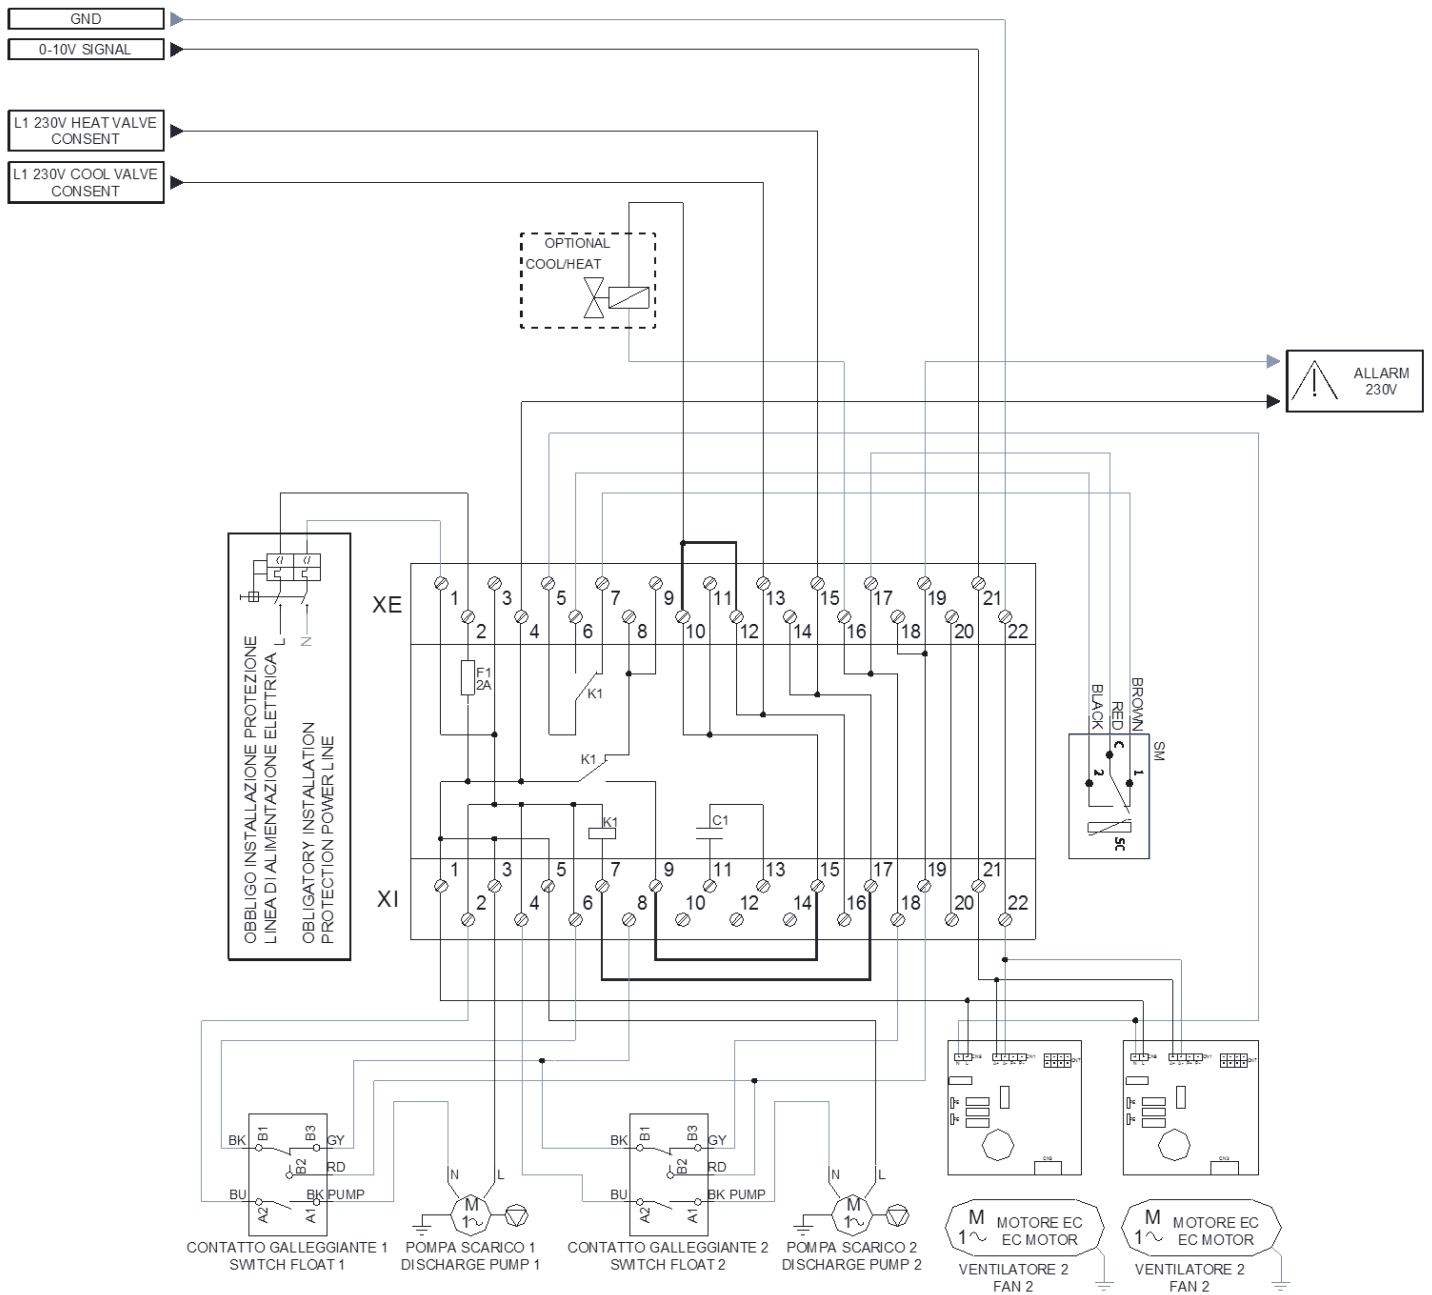 GND
0-10V SIGNAL
L1 230V HEAT VALVE
CONSENT
L1 230V COOL VALVE
CONSENT
OPTIONAL
COOL/HEAT
ALLARM
230V
OBBLIGO INSTALLAZIONE PROTEZIONE
LINEA DI ALIMENTAZIONE ELETTRICA
OBLIGATORY INSTALLATION
PROTECTION POWER LINE
L
N
XE
1
2
3
4
5
6
7
8
9
10
11
12
13
14
15
16
17
18
19
20
21
22
F1
2A
K1
K1
K1
C1
BLACK
RED
BROWN
SM
C
2
1
SC
XI
1
2
3
4
5
6
7
8
9
10
11
12
13
14
15
16
17
18
19
20
21
22
BK
B1
B3
GY
B2
RD
BU
A2
A1
BK PUMP
CONTATTO GALLEGGIANTE 1
SWITCH FLOAT 1
N
L
M
1
POMPA SCARICO 1
DISCHARGE PUMP 1
BK
B1
B3
GY
B2
RD
BU
A2
A1
BK PUMP
CONTATTO GALLEGGIANTE 2
SWITCH FLOAT 2
N
L
M
1
POMPA SCARICO 2
DISCHARGE PUMP 2
N
L
N
L
M
1
MOTORE EC
EC MOTOR
VENTILATORE 2
FAN 2
M
1
MOTORE EC
EC MOTOR
VENTILATORE 2
FAN 2